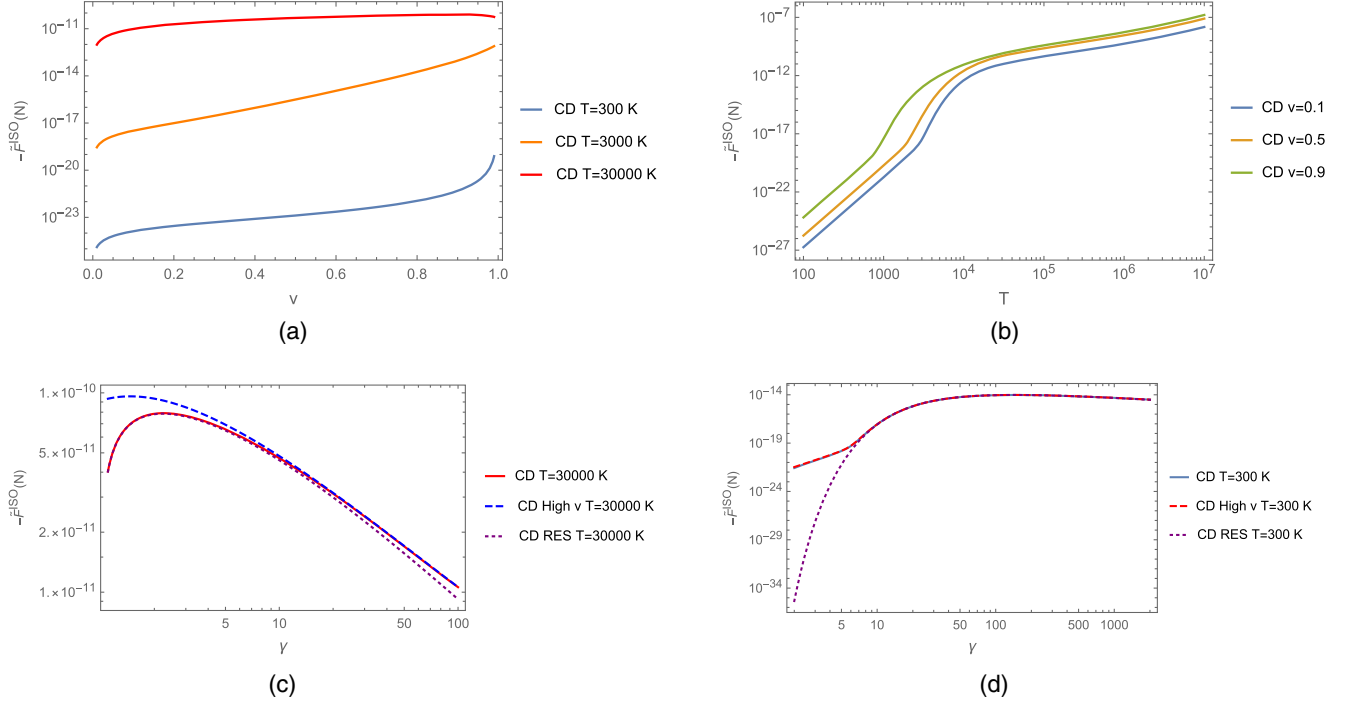 10⁻¹¹
10⁻¹⁴
10⁻¹⁷
10⁻²⁰
10⁻²³
-F̃ᴵˢᴼ(N)
0.0 0.2 0.4 0.6 0.8 1.0
v
CD T=300 K
CD T=3000 K
CD T=30000 K
(a)
10⁻⁷
10⁻¹²
10⁻¹⁷
10⁻²²
10⁻²⁷
-F̃ᴵˢᴼ(N)
100 1000 10⁴ 10⁵ 10⁶ 10⁷
T
CD v=0.1
CD v=0.5
CD v=0.9
(b)
1.×10⁻¹⁰
5.×10⁻¹¹
2.×10⁻¹¹
1.×10⁻¹¹
-F̃ᴵˢᴼ(N)
5 10 50 100
γ
CD T=30000 K
CD High v T=30000 K
CD RES T=30000 K
(c)
10⁻¹⁴
10⁻¹⁹
10⁻²⁴
10⁻²⁹
10⁻³⁴
-F̃ᴵˢᴼ(N)
5 10 50 100 500 1000
γ
CD T=300 K
CD High v T=300 K
CD RES T=300 K
(d)